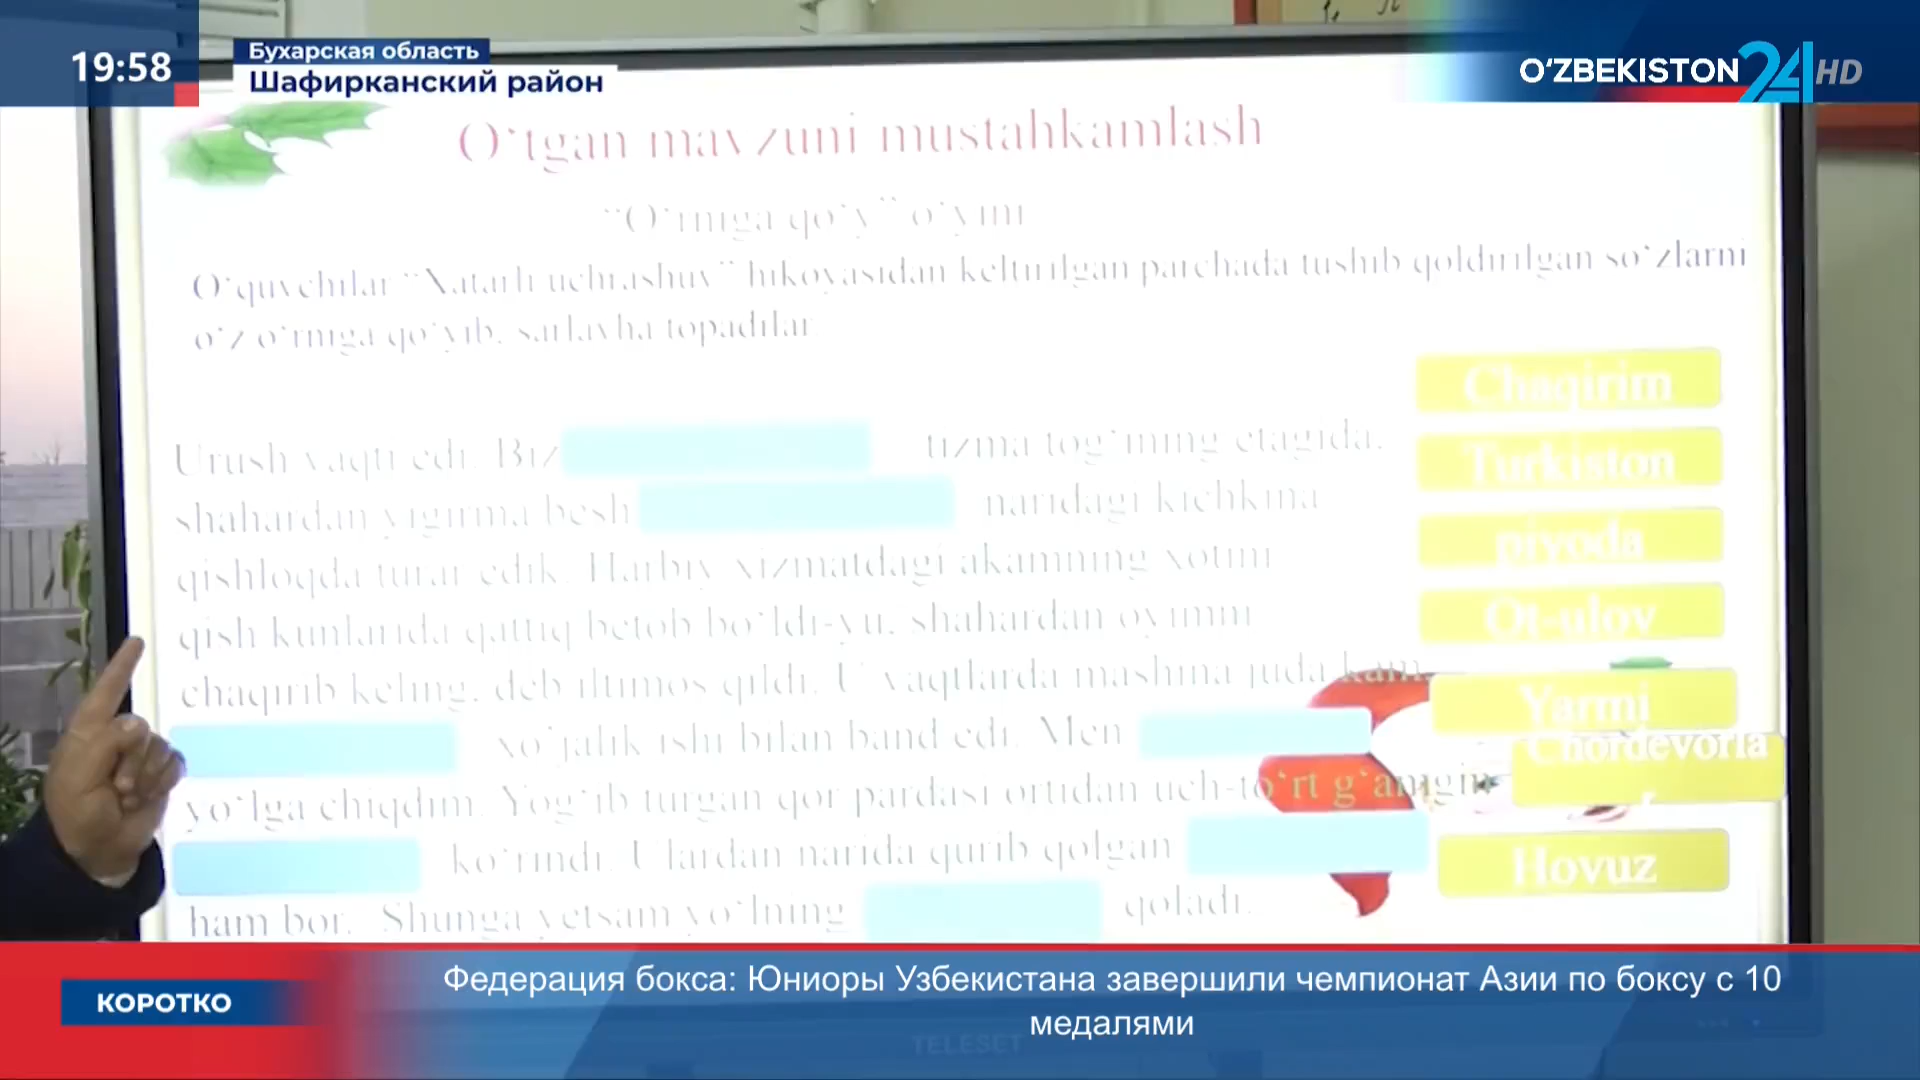 19:58
Бухарская область
Шафирканский район
O‘ZBEKISTON 24 HD
O‘tgan mavzuni mustahkamlash
“O‘rniga qo‘y” o‘yini
O‘quvchilar “Xatarli uchrashuv” hikoyasidan keltirilgan parchada tushib qoldirilgan so‘zlarni
o‘z o‘rniga qo‘yib, sarlavha topadilar.
Urush vaqti edi. Biz tizma tog‘ining etagida,
shahardan yigirma besh naridagi kichkina
qishloqda turar edik. Harbiy xizmatdagi akamning xotini
qish kunlarida qattiq betob bo‘ldi-yu, shahardan oyimni
chaqirib keling, deb iltimos qildi. U vaqtlarda mashina juda kam,
xo‘jalik ishi bilan band edi. Men
yo‘lga chiqdim. Yog‘ib turgan qor pardasi ortidan uch-to‘rt g‘amgin
ko‘rindi. Ulardan narida qurib qolgan
ham bor. Shunga yetsam yo‘lning qoladi.
Chaqirim
Turkiston
piyoda
Ot-ulov
Yarmi
Chordevorla
r
Hovuz
КОРОТКО
Федерация бокса: Юниоры Узбекистана завершили чемпионат Азии по боксу с 10
медалями
TELESET